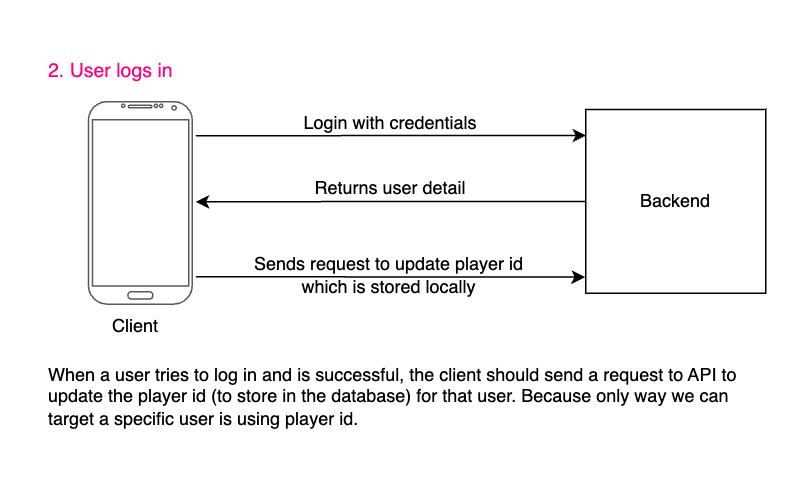 2. User logs in
Login with credentials
Returns user detail
Backend
Sends request to update player id
which is stored locally
Client
When a user tries to log in and is successful, the client should send a request to API to
update the player id (to store in the database) for that user. Because only way we can
target a specific user is using player id.